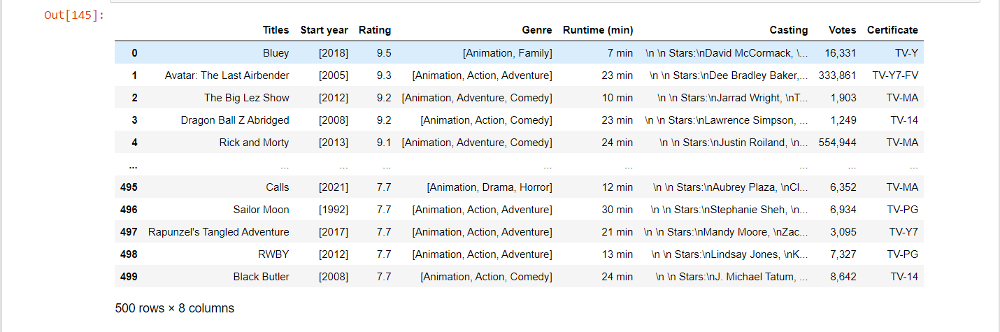 Out[145]:
Titles Start year Rating Genre Runtime (min) Casting Votes Certificate
0 Bluey [2018] 9.5 [Animation, Family] 7 min \n \n Stars:\nDavid McCormack, \... 16,331 TV-Y
1 Avatar: The Last Airbender [2005] 9.3 [Animation, Action, Adventure] 23 min \n \n Stars:\nDee Bradley Baker,... 333,861 TV-Y7-FV
2 The Big Lez Show [2012] 9.2 [Animation, Adventure, Comedy] 10 min \n \n Stars:\nJarrad Wright, \nT... 1,903 TV-MA
3 Dragon Ball Z Abridged [2008] 9.2 [Animation, Action, Comedy] 23 min \n \n Stars:\nLawrence Simpson, ... 1,249 TV-14
4 Rick and Morty [2013] 9.1 [Animation, Adventure, Comedy] 24 min \n \n Stars:\nJustin Roiland, \n... 554,944 TV-MA
... ... ... ... ... ... ... ... ...
495 Calls [2021] 7.7 [Animation, Drama, Horror] 12 min \n \n Stars:\nAubrey Plaza, \nCl... 6,352 TV-MA
496 Sailor Moon [1992] 7.7 [Animation, Action, Adventure] 30 min \n \n Stars:\nStephanie Sheh, \n... 6,934 TV-PG
497 Rapunzel's Tangled Adventure [2017] 7.7 [Animation, Action, Adventure] 21 min \n \n Stars:\nMandy Moore, \nZac... 3,095 TV-Y7
498 RWBY [2012] 7.7 [Animation, Action, Adventure] 13 min \n \n Stars:\nLindsay Jones, \nK... 7,327 TV-PG
499 Black Butler [2008] 7.7 [Animation, Action, Comedy] 24 min \n \n Stars:\nJ. Michael Tatum, ... 8,642 TV-14
500 rows × 8 columns